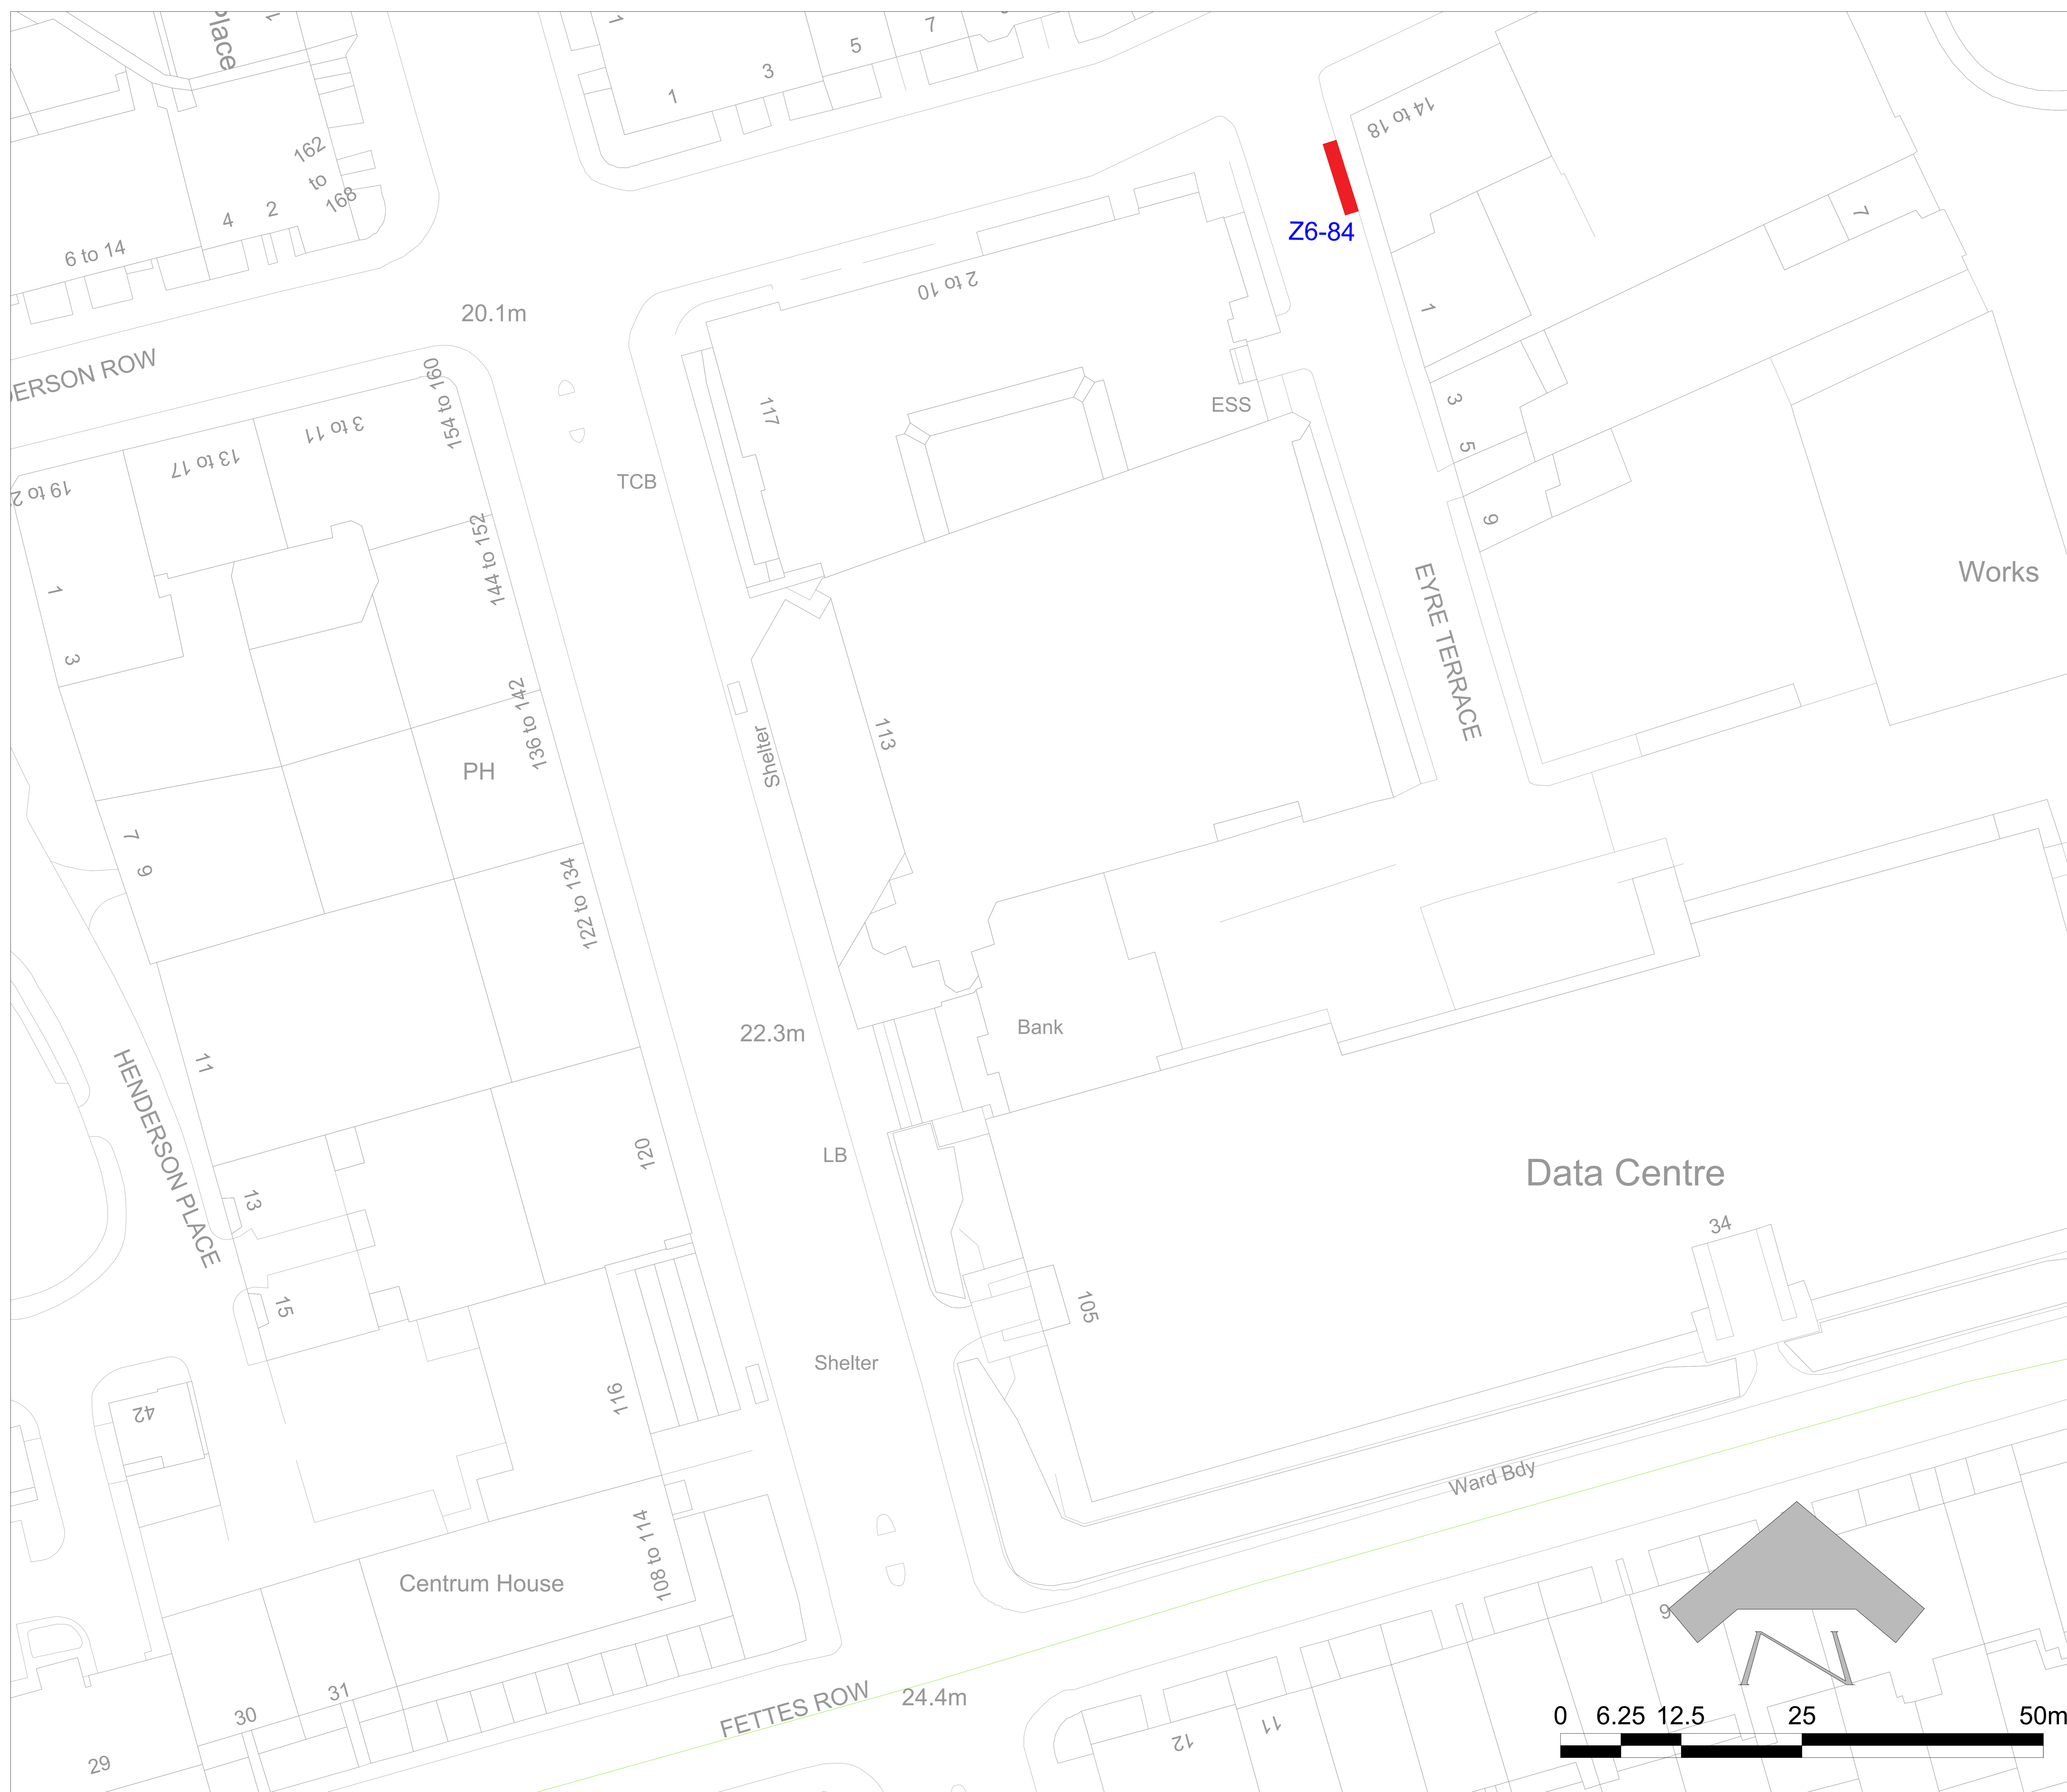 Place
1
1
3
5
7
14 to 18
162
to
168
4
2
6 to 14
Z6-84
7
2 to 10
20.1m
1
DERSON ROW
154 to 160
3 to 11
13 to 17
19 to 2
117
ESS
3
5
TCB
9
144 to 152
1
3
EYRE TERRACE
Works
136 to 142
PH
Shelter
113
7
9
122 to 134
22.3m
Bank
11
HENDERSON PLACE
120
LB
Data Centre
13
34
15
105
Shelter
116
42
Ward Bdy
108 to 114
Centrum House
9
31
30
29
FETTES ROW
24.4m
12
11
N
0 6.25 12.5 25 50m